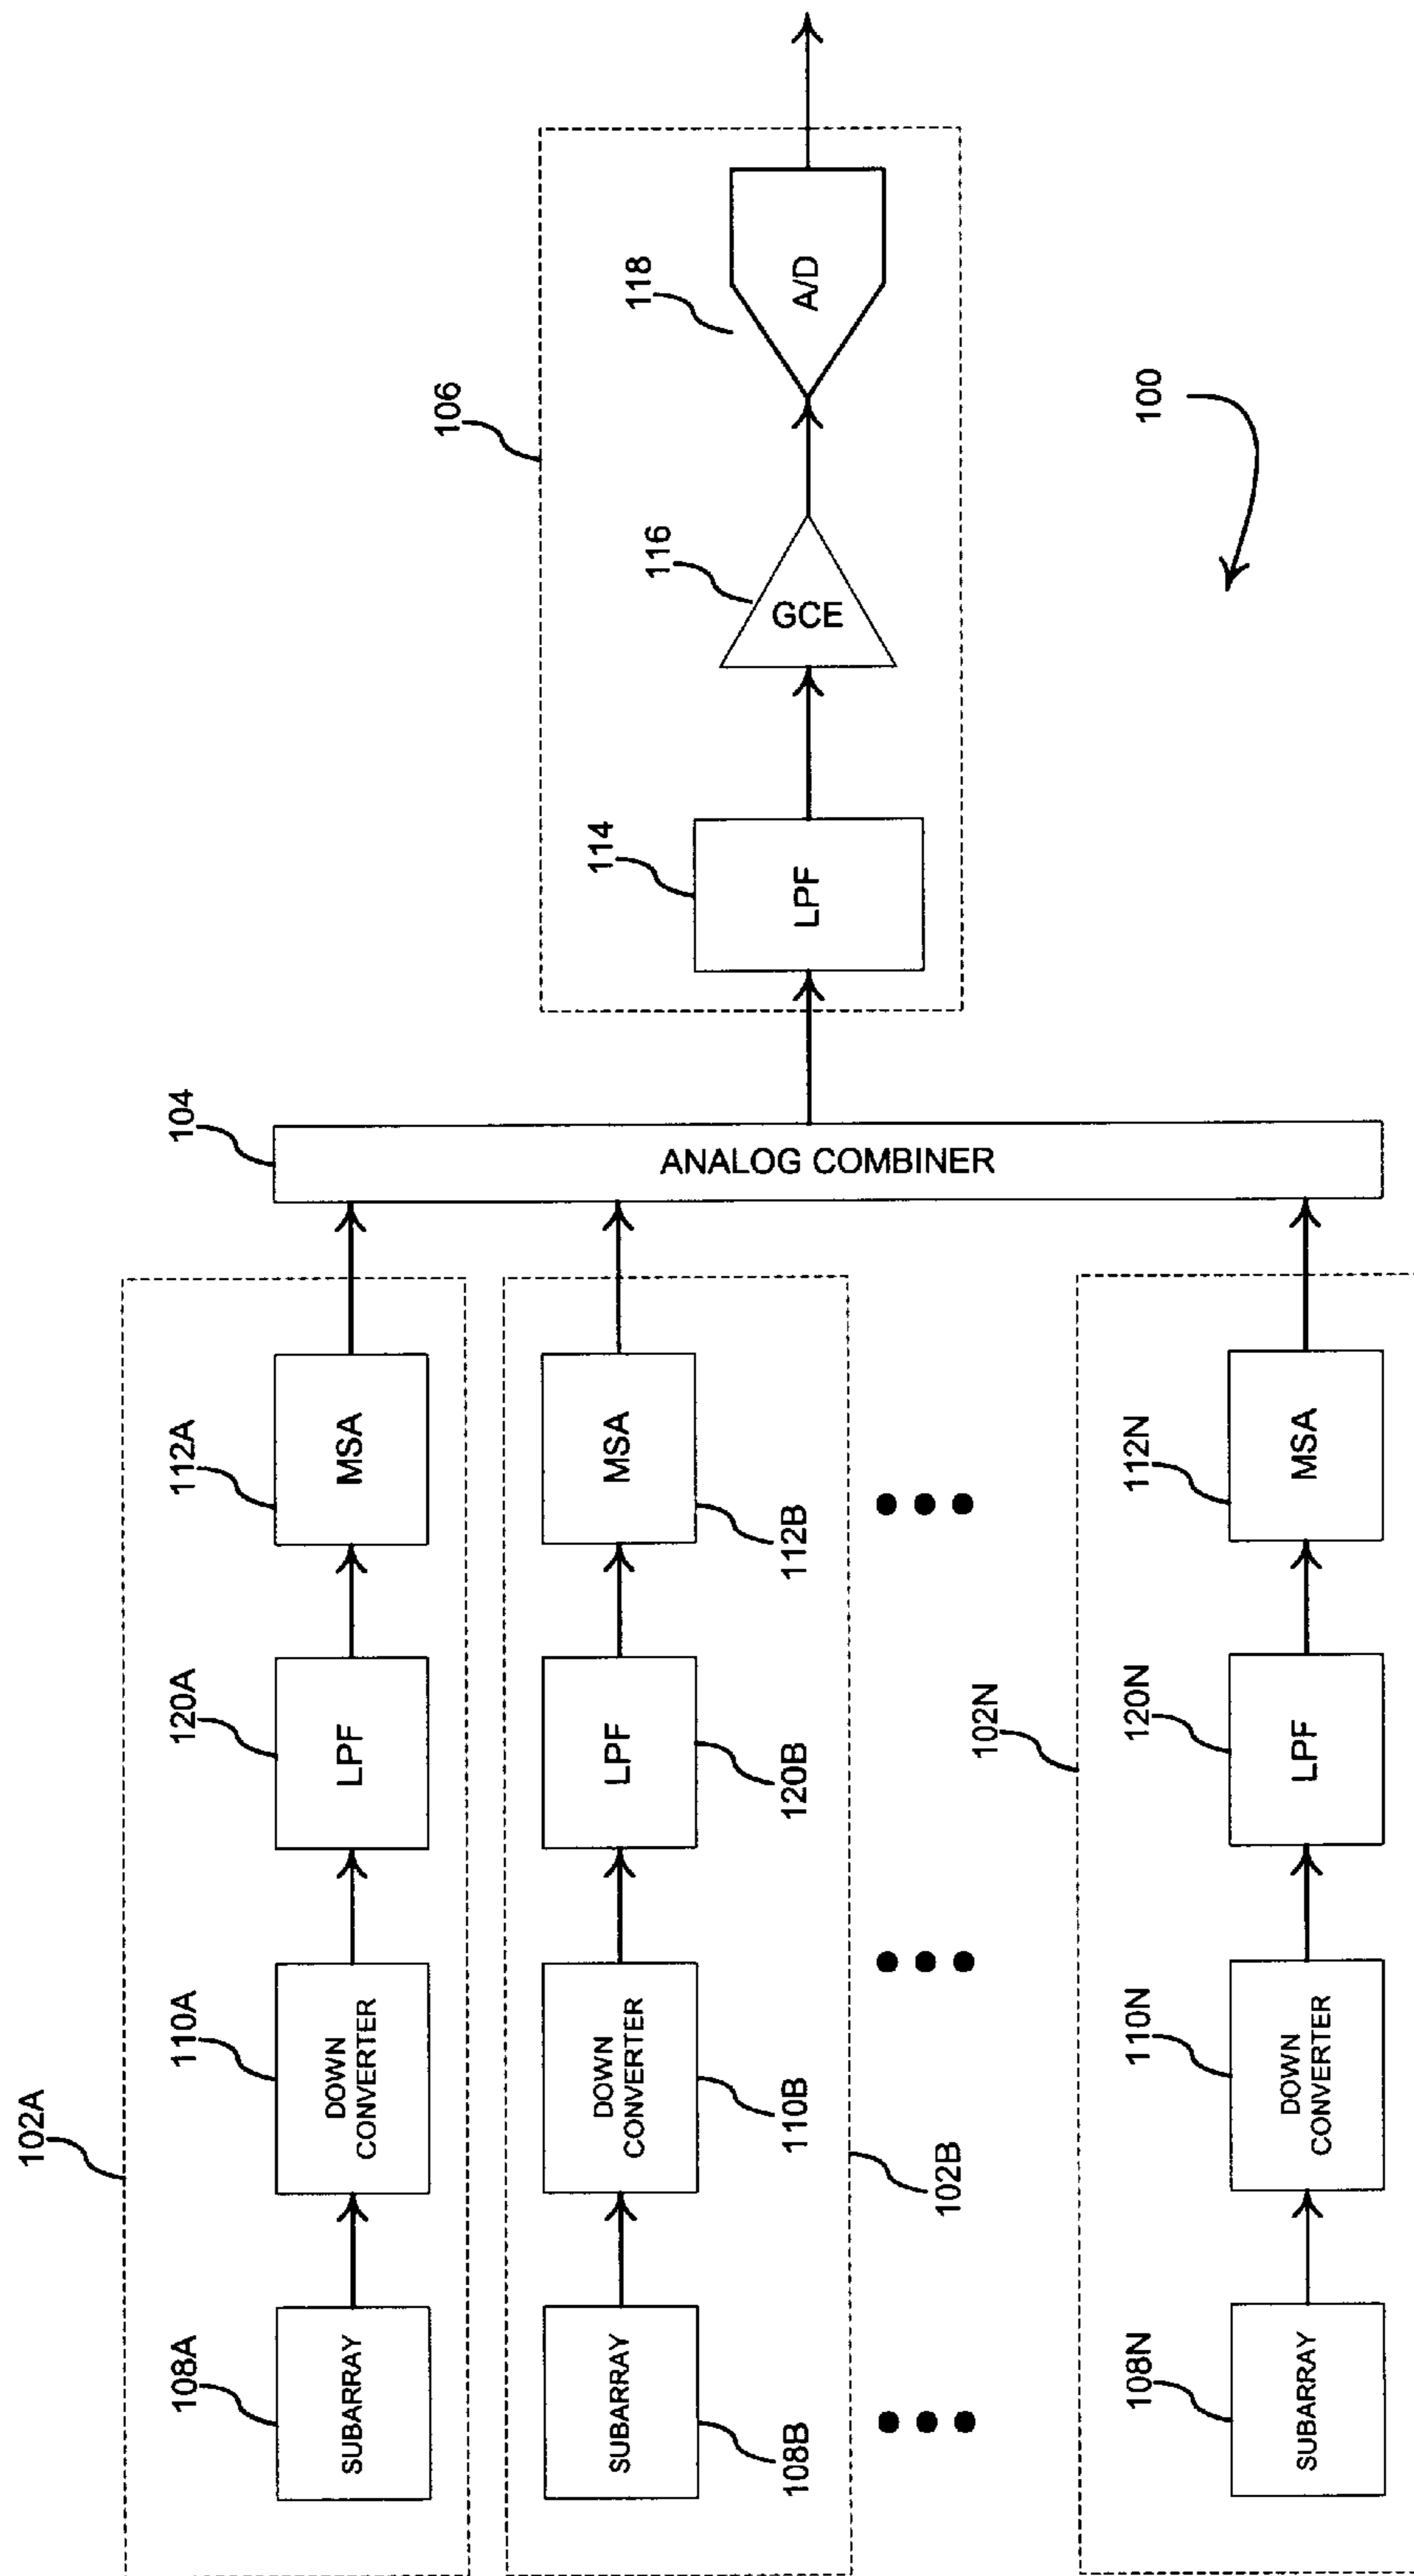 102A
108A
SUBARRAY
110A
DOWN
CONVERTER
120A
LPF
112A
MSA
108B
SUBARRAY
110B
DOWN
CONVERTER
120B
LPF
112B
MSA
102B
102N
108N
SUBARRAY
110N
DOWN
CONVERTER
120N
LPF
112N
MSA
104
ANALOG COMBINER
106
114
LPF
116
GCE
118
A/D
100